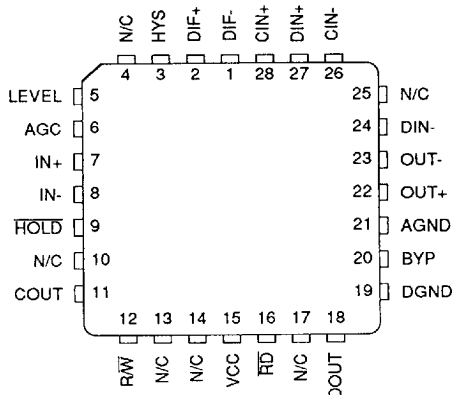 N/C HYS DIF+ DIF- CIN+ DIN+ CIN-
4 3 2 1 28 27 26
LEVEL 5 25 N/C
AGC 6 24 DIN-
IN+ 7 23 OUT-
IN- 8 22 OUT+
H̅O̅L̅D̅ 9 21 AGND
N/C 10 20 BYP
COUT 11 19 DGND
12 13 14 15 16 17 18
R/W̅ N/C N/C VCC R̅D̅ N/C DOUT